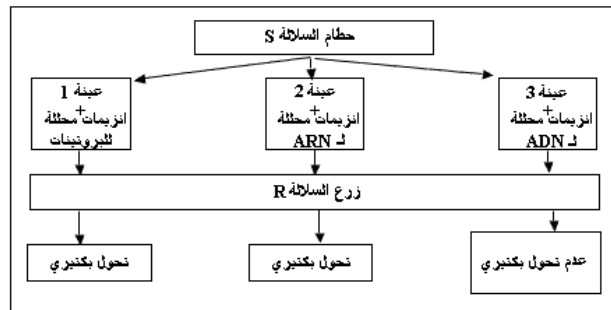 حطام السلالة S
عينة 1
+
انزيمات محللة
للبروتينات
عينة 2
+
انزيمات محللة
لـ ARN
عينة 3
+
انزيمات محللة
لـ ADN
زرع السلالة R
تحول بكتيري
تحول بكتيري
عدم تحول بكتيري